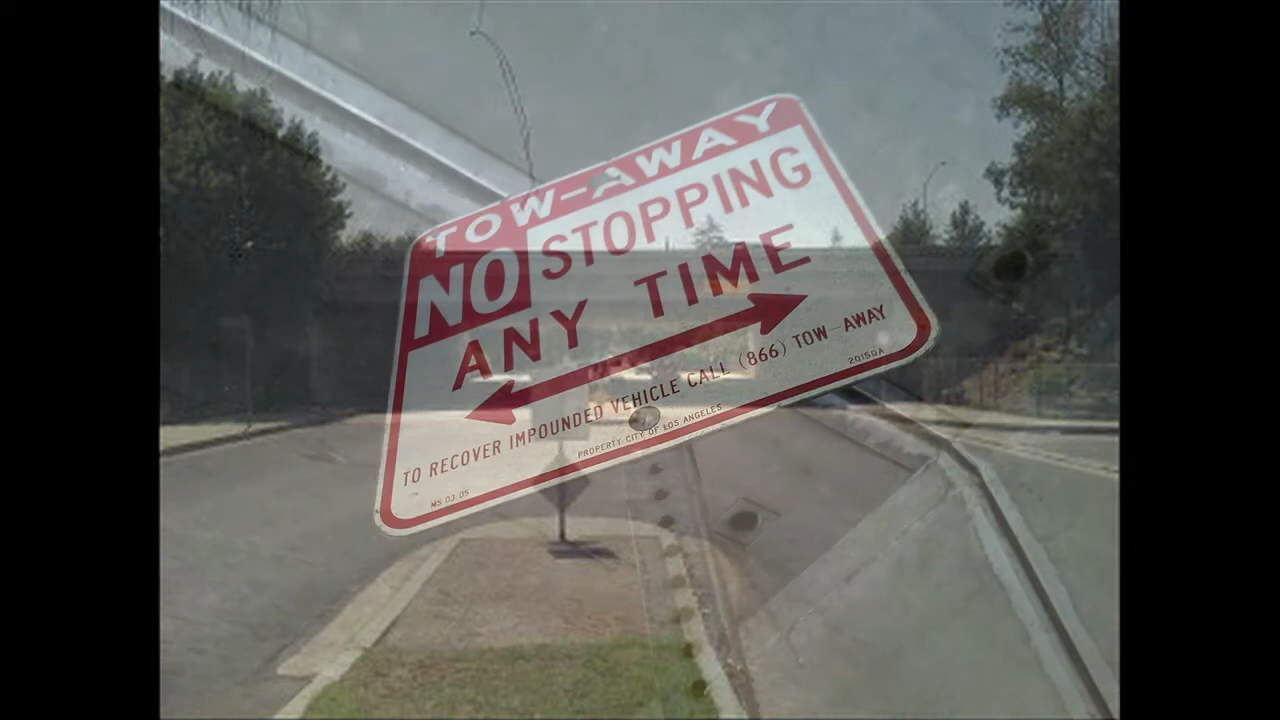 TOW-AWAY
NO STOPPING
ANY TIME
TO RECOVER IMPOUNDED VEHICLE CALL (866) TOW-AWAY
MS 03/05 PROPERTY CITY OF LOS ANGELES 2015DA